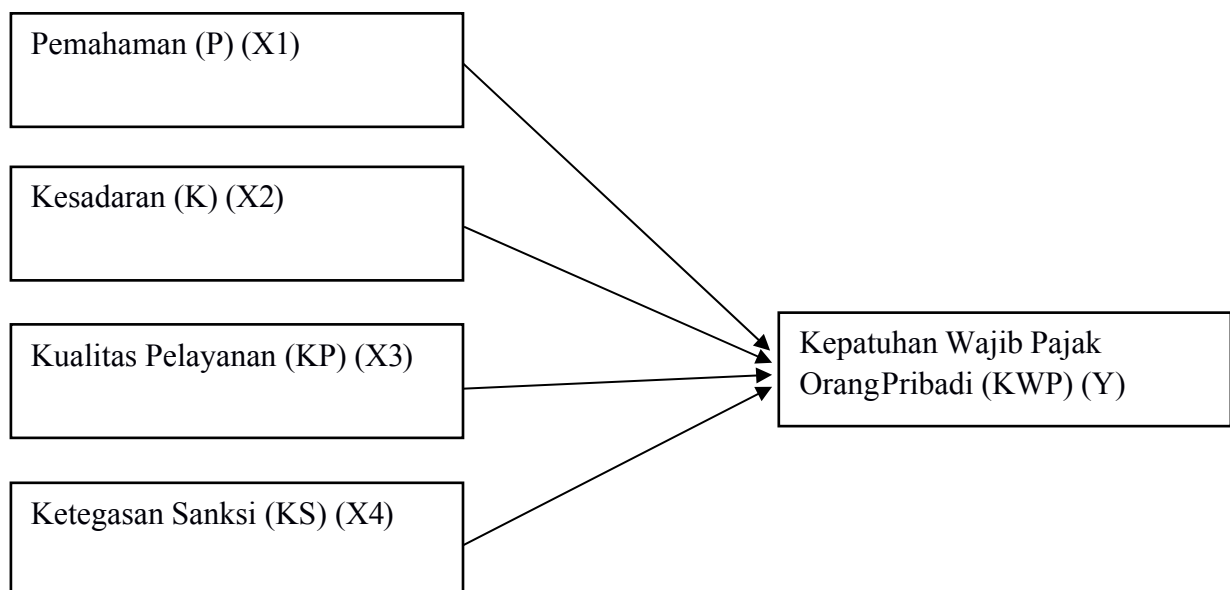 Pemahaman (P) (X1)
Kesadaran (K) (X2)
Kualitas Pelayanan (KP) (X3)
Kepatuhan Wajib Pajak
OrangPribadi (KWP) (Y)
Ketegasan Sanksi (KS) (X4)